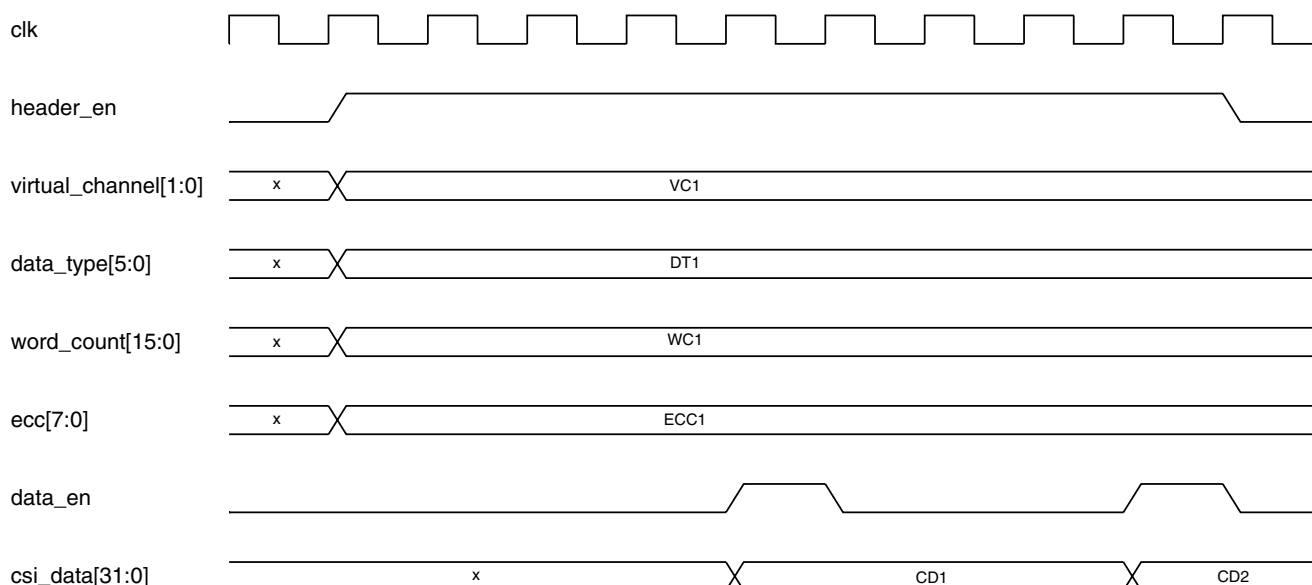 clk
header_en
virtual_channel[1:0] x VC1
data_type[5:0] x DT1
word_count[15:0] x WC1
ecc[7:0] x ECC1
data_en
csi_data[31:0] x CD1 CD2